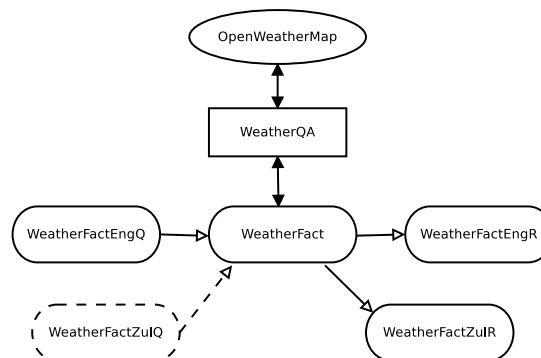 OpenWeatherMap
WeatherQA
WeatherFactEngQ
WeatherFact
WeatherFactEngR
WeatherFactZulQ
WeatherFactZulR